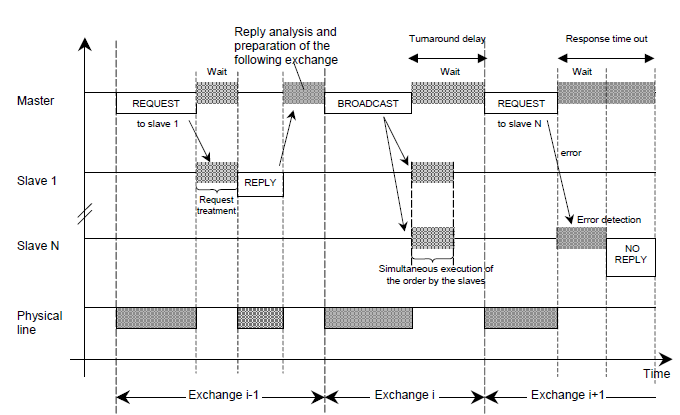 Reply analysis and
preparation of the
following exchange
Turnaround delay
Response time out
Wait
Wait
Wait
Master
REQUEST
BROADCAST
REQUEST
to slave 1
to slave N
error
Slave 1
REPLY
Request
treatment
Error detection
Slave N
NO
REPLY
Simultaneous execution of
the order by the slaves
Physical
line
Time
Exchange i-1
Exchange i
Exchange i+1